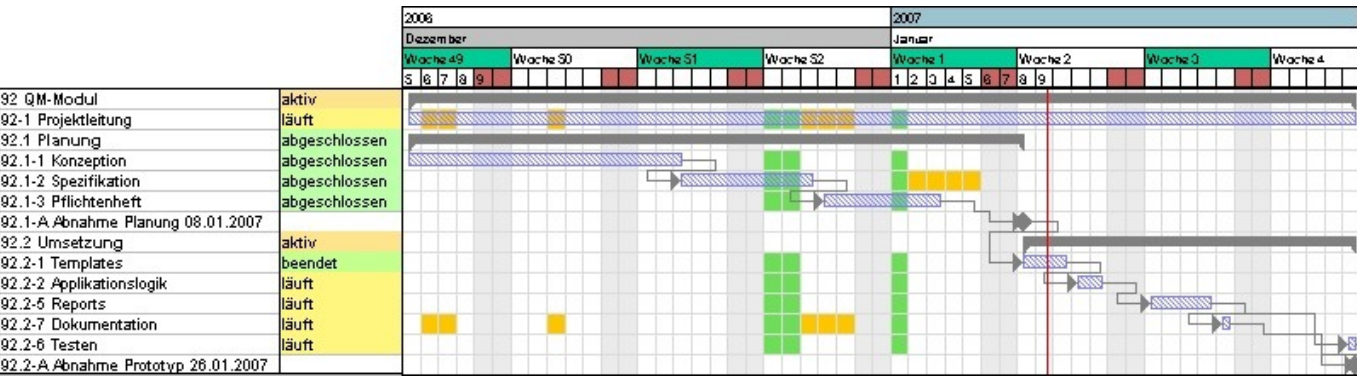 2006 2007
Dezember Januar
Woche 49 Woche 50 Woche 51 Woche 52 Woche 1 Woche 2 Woche 3 Woche 4
5 6 7 8 9 1 2 3 4 5 6 7 8 9
92 QM-Modul aktiv
92-1 Projektleitung läuft
92.1 Planung abgeschlossen
92.1-1 Konzeption abgeschlossen
92.1-2 Spezifikation abgeschlossen
92.1-3 Pflichtenheft abgeschlossen
92.1-A Abnahme Planung 08.01.2007
92.2 Umsetzung aktiv
92.2-1 Templates beendet
92.2-2 Applikationslogik läuft
92.2-5 Reports läuft
92.2-7 Dokumentation läuft
92.2-6 Testen läuft
92.2-A Abnahme Prototyp 26.01.2007